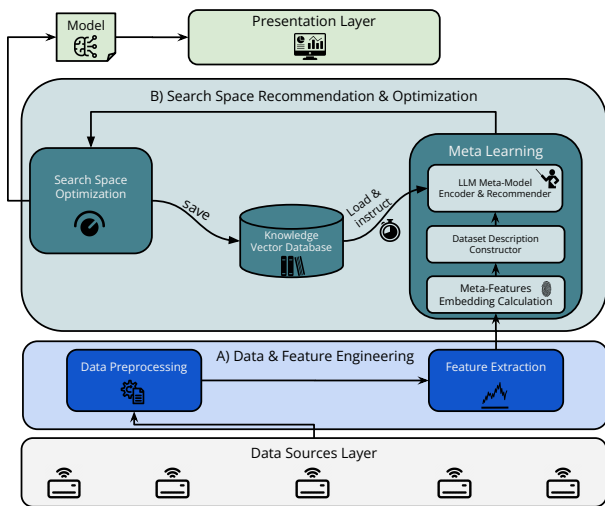 Model
Presentation Layer
B) Search Space Recommendation & Optimization
Search Space
Optimization
save
Knowledge
Vector Database
Load &
instruct
Meta Learning
LLM Meta-Model
Encoder & Recommender
Dataset Description
Constructor
Meta-Features
Embedding Calculation
A) Data & Feature Engineering
Data Preprocessing
Feature Extraction
Data Sources Layer